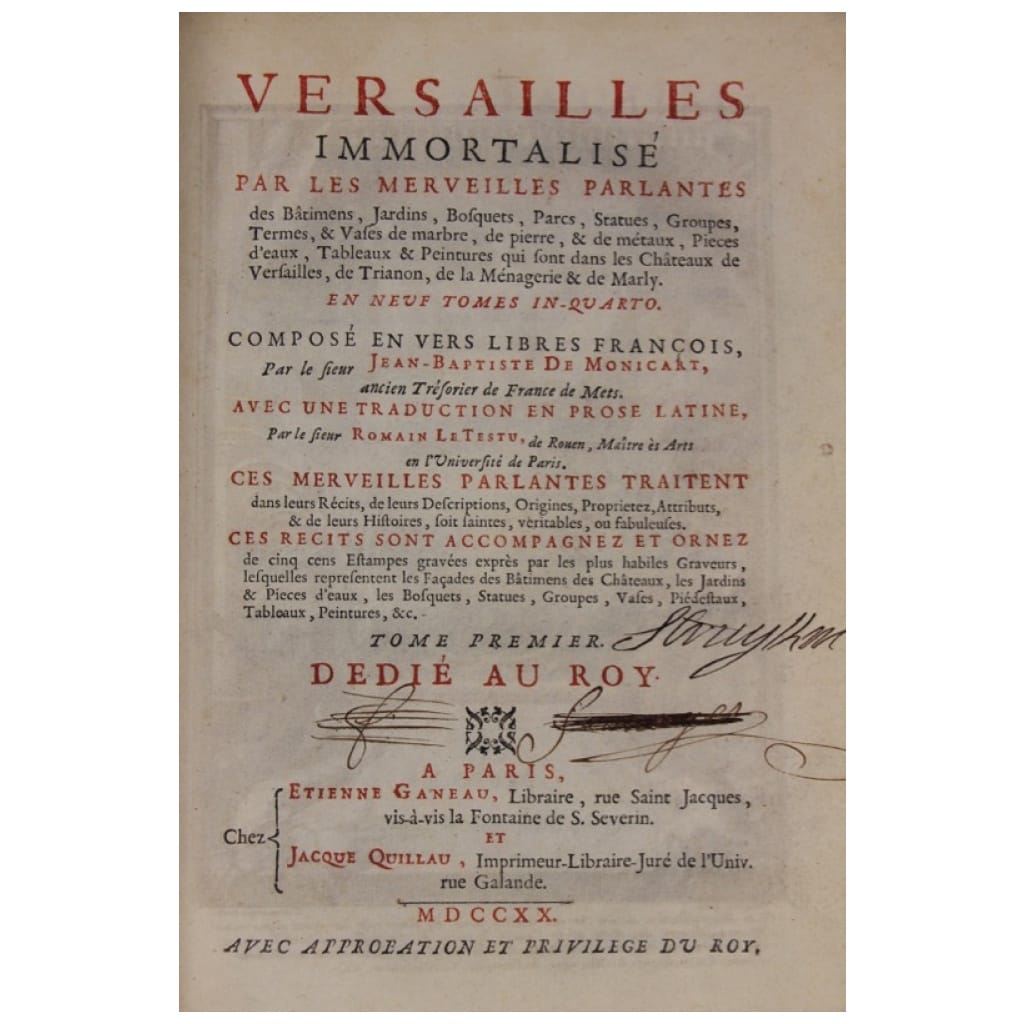 VERSAILLES
IMMORTALISÉ
PAR LES MERVEILLES PARLANTES
des Bâtimens, Jardins, Boſquets, Parcs, Statues, Groupes,
Termes, & Vaſes de marbre, de pierre, & de métaux, Pieces
d'eaux, Tableaux & Peintures qui ſont dans les Châteaux de
Verſailles, de Trianon, de la Ménagerie & de Marly.
EN NEUF TOMES IN-QUARTO.
COMPOSÉ EN VERS LIBRES FRANÇOIS,
Par le ſieur JEAN-BAPTISTE DE MONICART,
ancien Tréſorier de France de Mets.
AVEC UNE TRADUCTION EN PROSE LATINE,
Par le ſieur ROMAIN LE TESTU, de Rouen, Maître ès Arts
en l'Univerſité de Paris.
CES MERVEILLES PARLANTES TRAITENT
dans leurs Récits, de leurs Deſcriptions, Origines, Proprietez, Attributs,
& de leurs Hiſtoires, ſoit ſaintes, véritables, ou fabuleuſes.
CES RECITS SONT ACCOMPAGNEZ ET ORNEZ
de cinq cens Eſtampes gravées exprès par les plus habiles Graveurs,
leſquelles repreſentent les Façades des Bâtimens des Châteaux, les Jardins
& Pieces d'eaux, les Boſquets, Statues, Groupes, Vaſes, Piédeſtaux,
Tableaux, Peintures, &c.
TOME PREMIER.
DEDIÉ AU ROY.
A PARIS,
Chez
ETIENNE GANEAU, Libraire, rue Saint Jacques,
vis-à-vis la Fontaine de S. Severin.
ET
JACQUE QUILLAU, Imprimeur-Libraire-Juré de l'Univ.
rue Galande.
MDCCXX.
AVEC APPROBATION ET PRIVILEGE DU ROY.